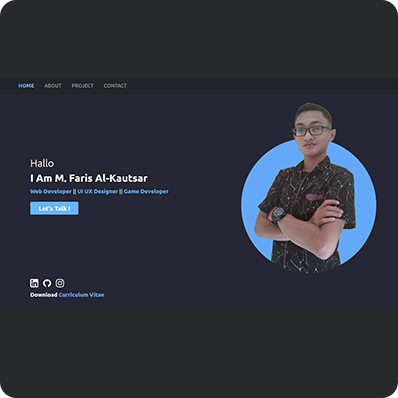 HOME ABOUT PROJECT CONTACT
Hallo
I Am M. Faris Al-Kautsar
Web Developer || UI UX Designer || Game Developer
Let's Talk !
Download Curriculum Vitae